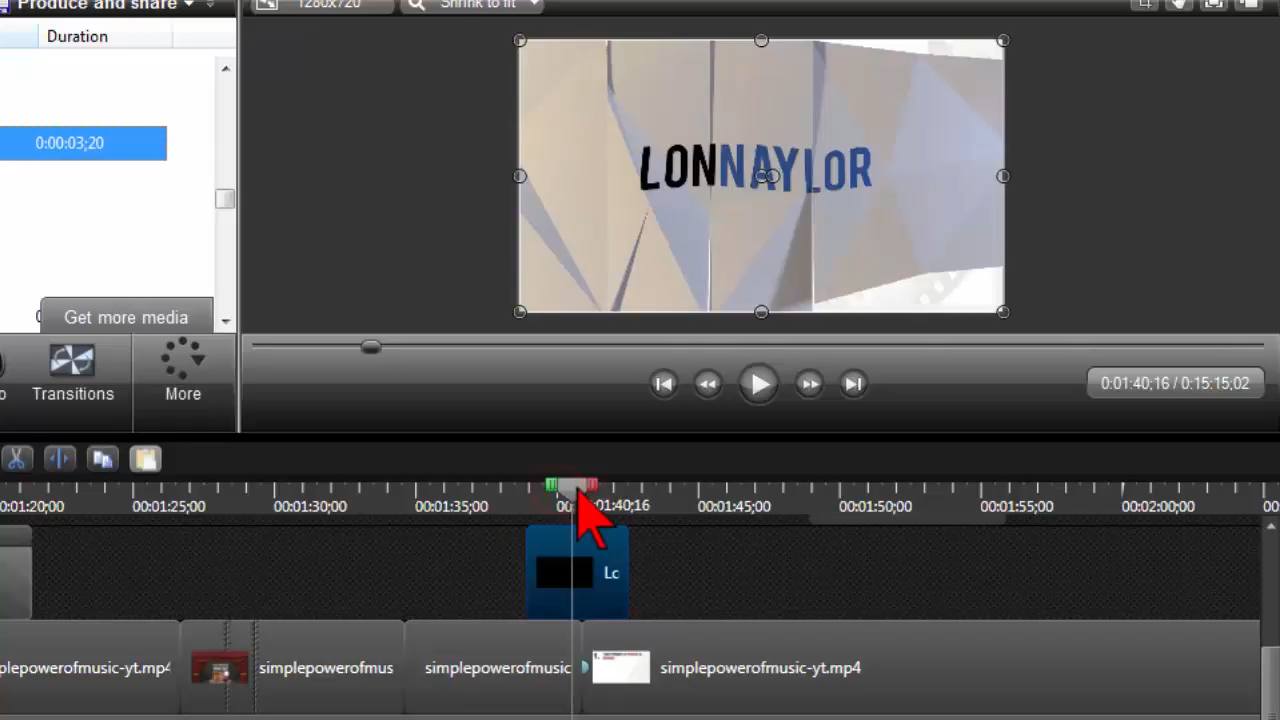 Produce and share
1280x720
Shrink to fit
Duration
0:00:03;20
LONNAYLOR
Get more media
Transitions
More
0:01:40;16 / 0:15:15;02
0:01:20;00
00:01:25;00
00:01:30;00
00:01:35;00
01:40;16
00:01:45;00
00:01:50;00
00:01:55;00
00:02:00;00
00
Lc
plepowerofmusic-yt.mp4
simplepowerofmus
simplepowerofmusic
simplepowerofmusic-yt.mp4